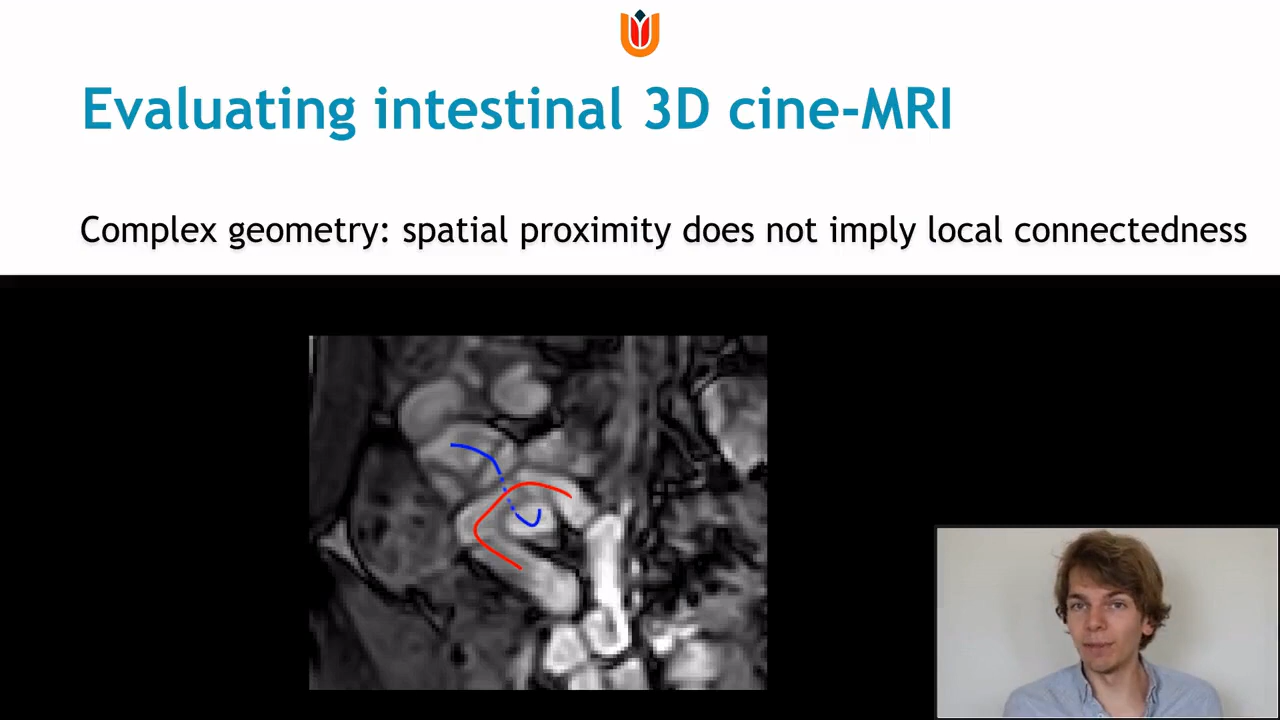 Evaluating intestinal 3D cine-MRI
Complex geometry: spatial proximity does not imply local connectedness